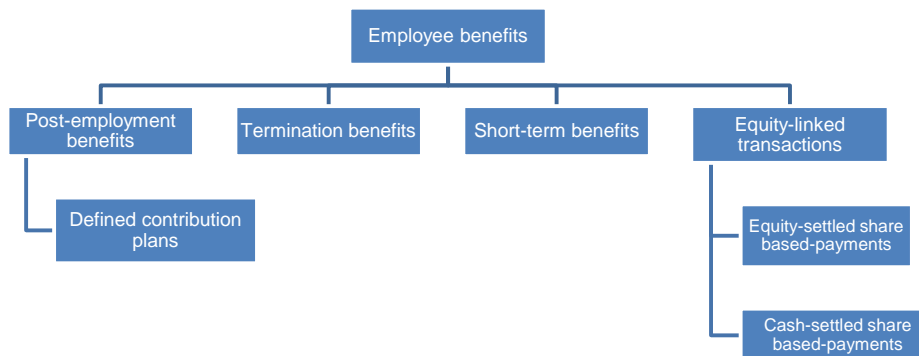 Employee benefits
Post-employment
benefits
Termination benefits
Short-term benefits
Equity-linked
transactions
Defined contribution
plans
Equity-settled share
based-payments
Cash-settled share
based-payments